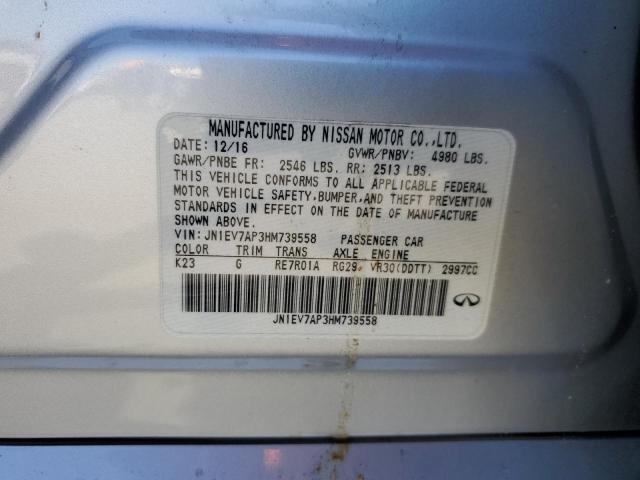 MANUFACTURED BY NISSAN MOTOR CO.,LTD.
DATE: 12/16 GVWR/PNBV: 4980 LBS.
GAWR/PNBE FR: 2546 LBS. RR: 2513 LBS.
THIS VEHICLE CONFORMS TO ALL APPLICABLE FEDERAL
MOTOR VEHICLE SAFETY, BUMPER, AND THEFT PREVENTION
STANDARDS IN EFFECT ON THE DATE OF MANUFACTURE
SHOWN ABOVE.
VIN: JN1EV7AP3HM739558 PASSENGER CAR
COLOR TRIM TRANS AXLE ENGINE
K23 G RE7R01A RG29 VR30(DDTT) 2997CC
JN1EV7AP3HM739558